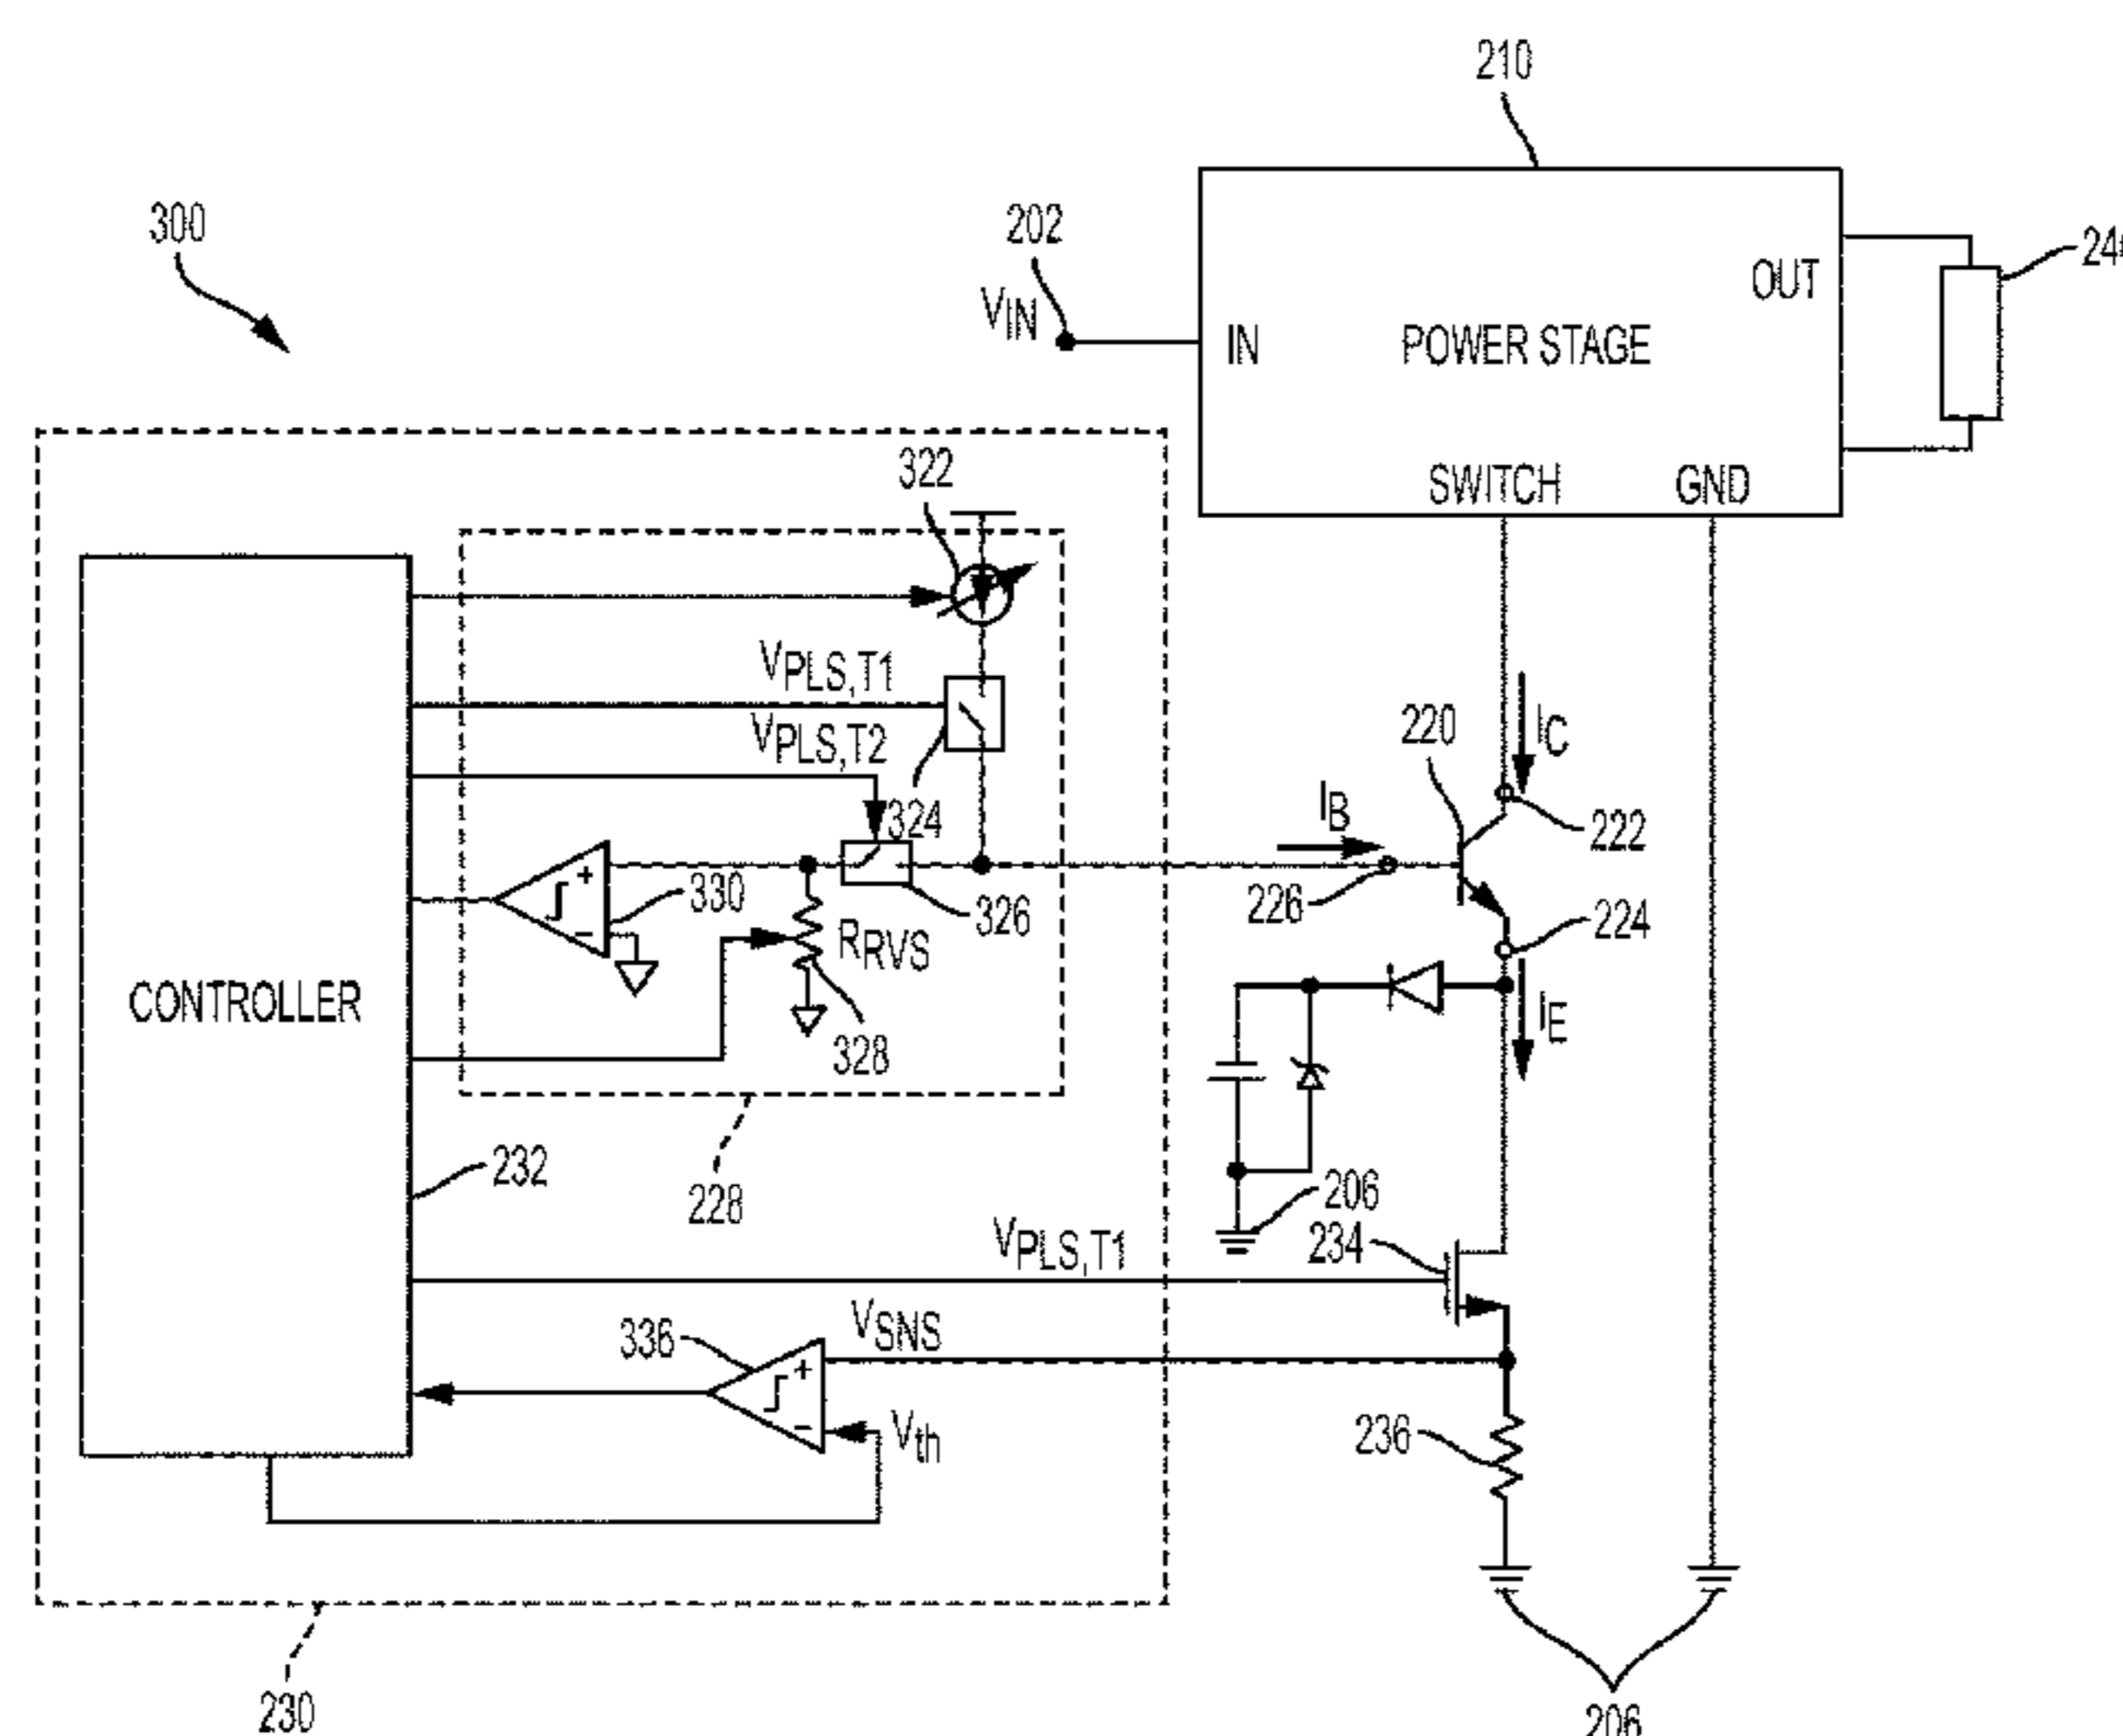 210
300
202
VIN
IN
POWER STAGE
OUT
24
SWITCH
GND
322
VPLS,T1
VPLS,T2
324
IB
220
IC
222
226
224
330
326
RRVS
328
CONTROLLER
IE
232
228
206
234
VPLS,T1
VSNS
336
+
−
+
−
Vth
236
230
206